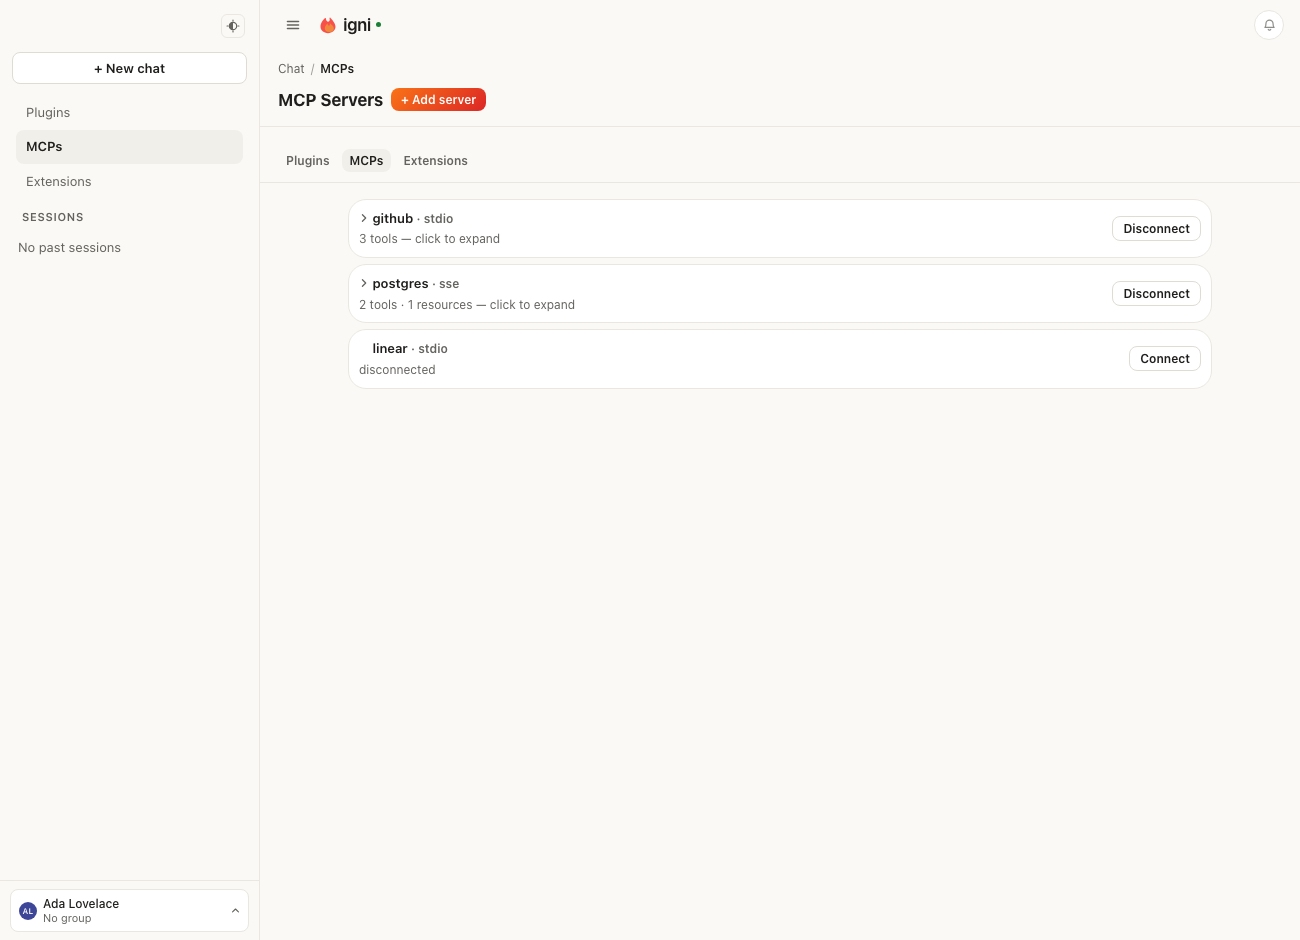 + New chat
Plugins
MCPs
Extensions
SESSIONS
No past sessions
AL
Ada Lovelace
No group
igni
Chat / MCPs
MCP Servers
+ Add server
Plugins
MCPs
Extensions
github · stdio
3 tools — click to expand
Disconnect
postgres · sse
2 tools · 1 resources — click to expand
Disconnect
linear · stdio
disconnected
Connect